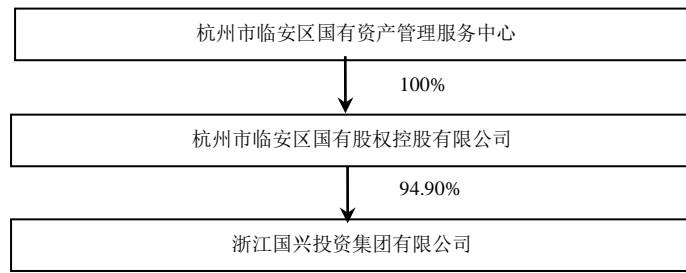 杭州市临安区国有资产管理服务中心
100%
杭州市临安区国有股权控股有限公司
94.90%
浙江国兴投资集团有限公司